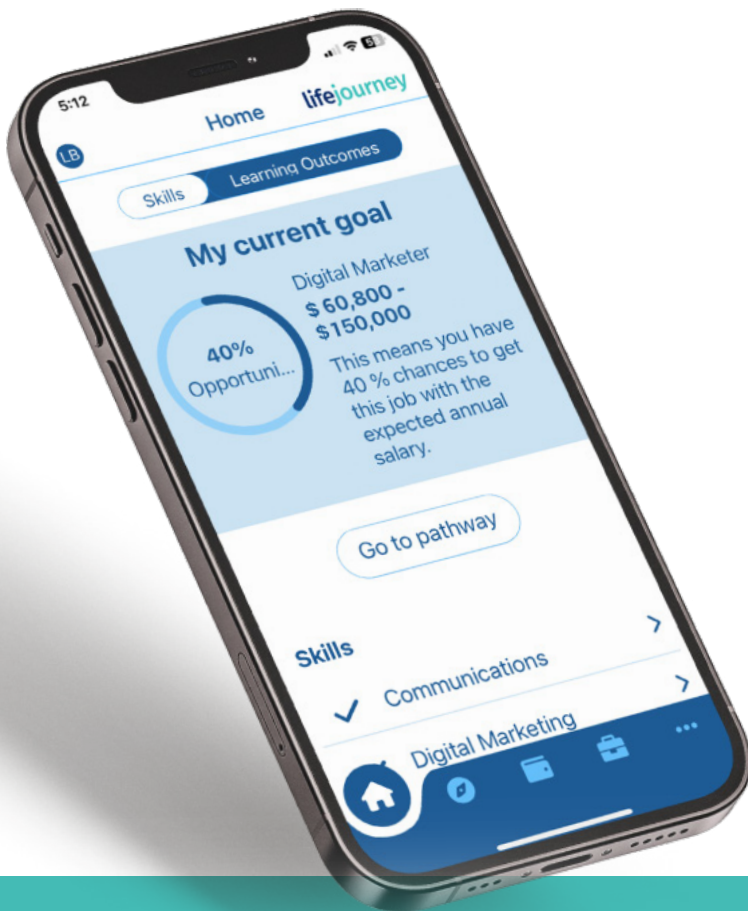 5:12
5
LB
Home
lifejourney
Skills
Learning Outcomes
My current goal
40%
Opportuni...
Digital Marketer
$ 60,800 -
$150,000
This means you have
40 % chances to get
this job with the
expected annual
salary.
Go to pathway
Skills
Communications
Digital Marketing